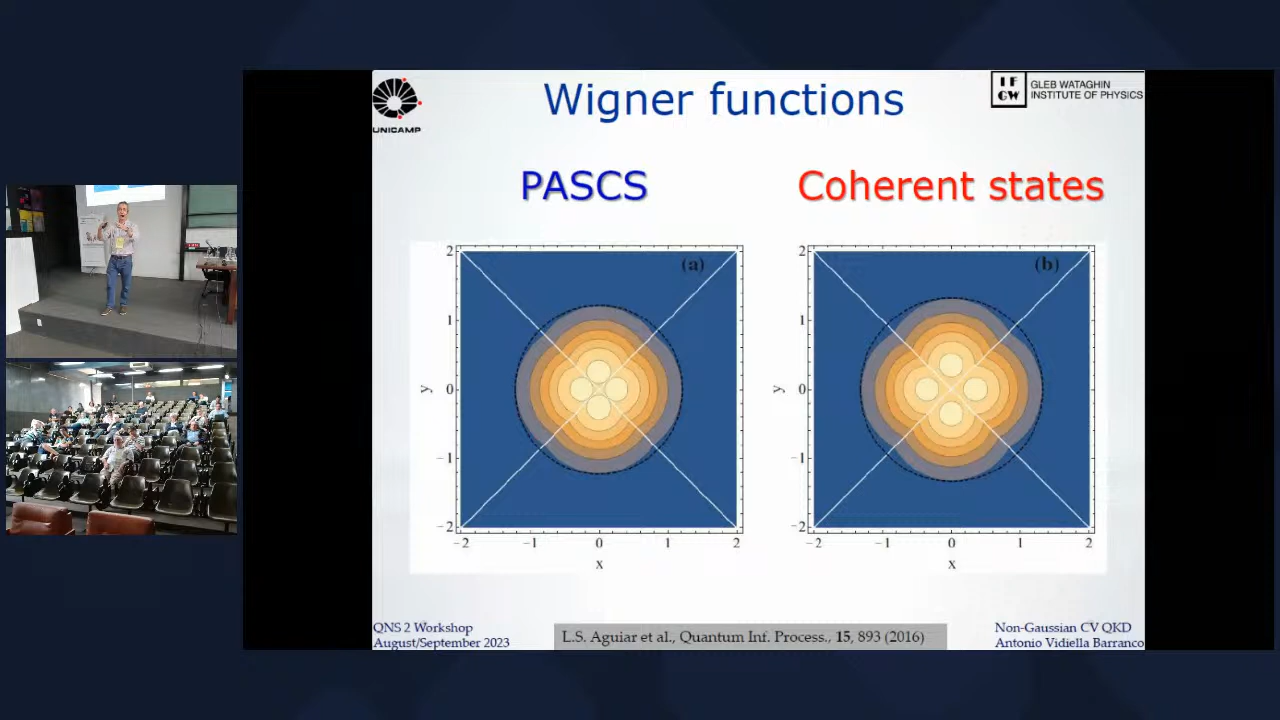 UNICAMP
Wigner functions
I F
G W
GLEB WATAGHIN
INSTITUTE OF PHYSICS
PASCS
Coherent states
(a)
2
1
0
−1
−2
y
−2 −1 0 1 2
x
(b)
2
1
0
−1
−2
y
−2 −1 0 1 2
x
QNS 2 Workshop
August/September 2023
L.S. Aguiar et al., Quantum Inf. Process., 15, 893 (2016)
Non-Gaussian CV QKD
Antonio Vidiella Barranco